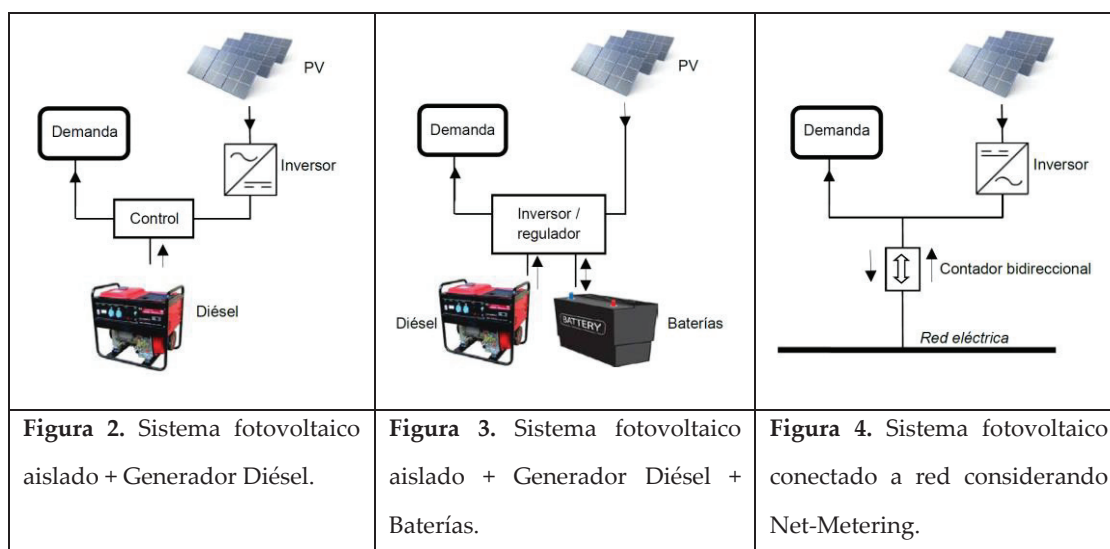 PV
Demanda
Inversor
Control
Diésel
PV
Demanda
Inversor /
regulador
Diésel
BATTERY
Baterías
PV
Demanda
Inversor
Contador bidireccional
Red eléctrica
Figura 2. Sistema fotovoltaico
aislado + Generador Diésel.
Figura 3. Sistema fotovoltaico
aislado + Generador Diésel +
Baterías.
Figura 4. Sistema fotovoltaico
conectado a red considerando
Net-Metering.